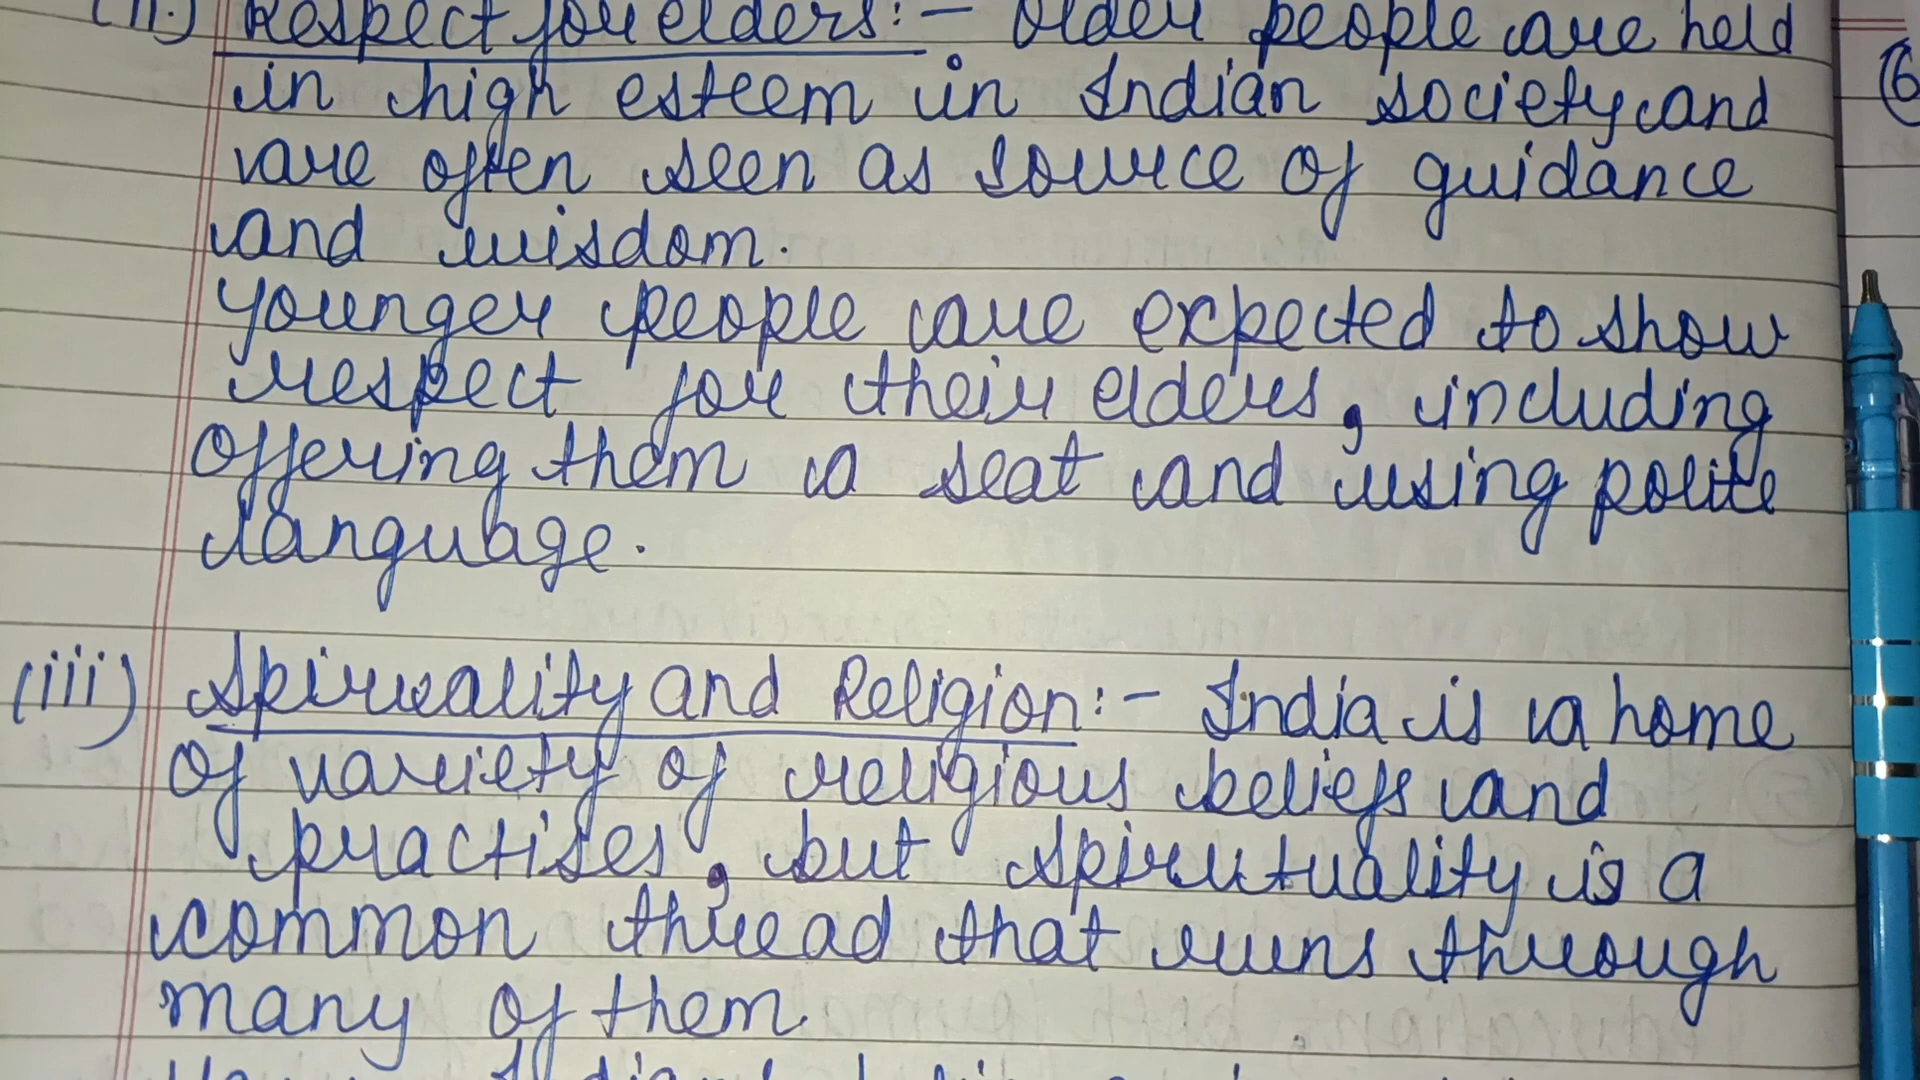 (ii.) Respect for elders:- Older people are held
in high esteem in Indian society and
are often seen as source of guidance
and wisdom.
Younger people are expected to show
respect for their elders, including
offering them a seat and using polite
language.
(iii) Spirituality and Religion:- India is a home
of variety of religious beliefs and
practises, but spirutuality is a
common thread that runs through
many of them